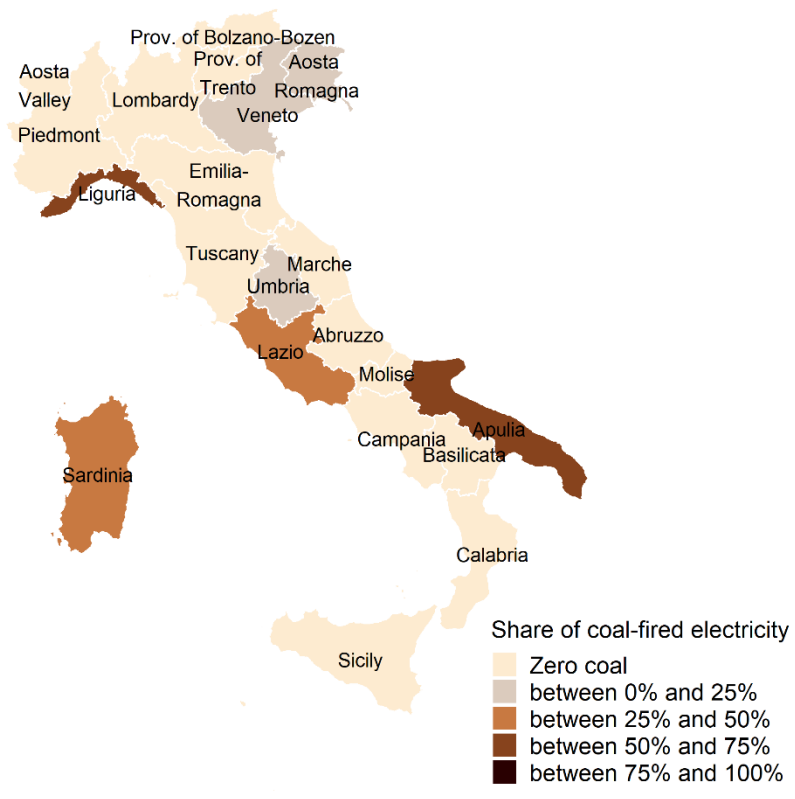 Prov. of Bolzano-Bozen
Prov. of
Trento
Aosta
Romagna
Veneto
Aosta
Valley
Lombardy
Piedmont
Liguria
Emilia-
Romagna
Tuscany
Marche
Umbria
Lazio
Abruzzo
Molise
Campania
Apulia
Basilicata
Sardinia
Calabria
Sicily
Share of coal-fired electricity
Zero coal
between 0% and 25%
between 25% and 50%
between 50% and 75%
between 75% and 100%